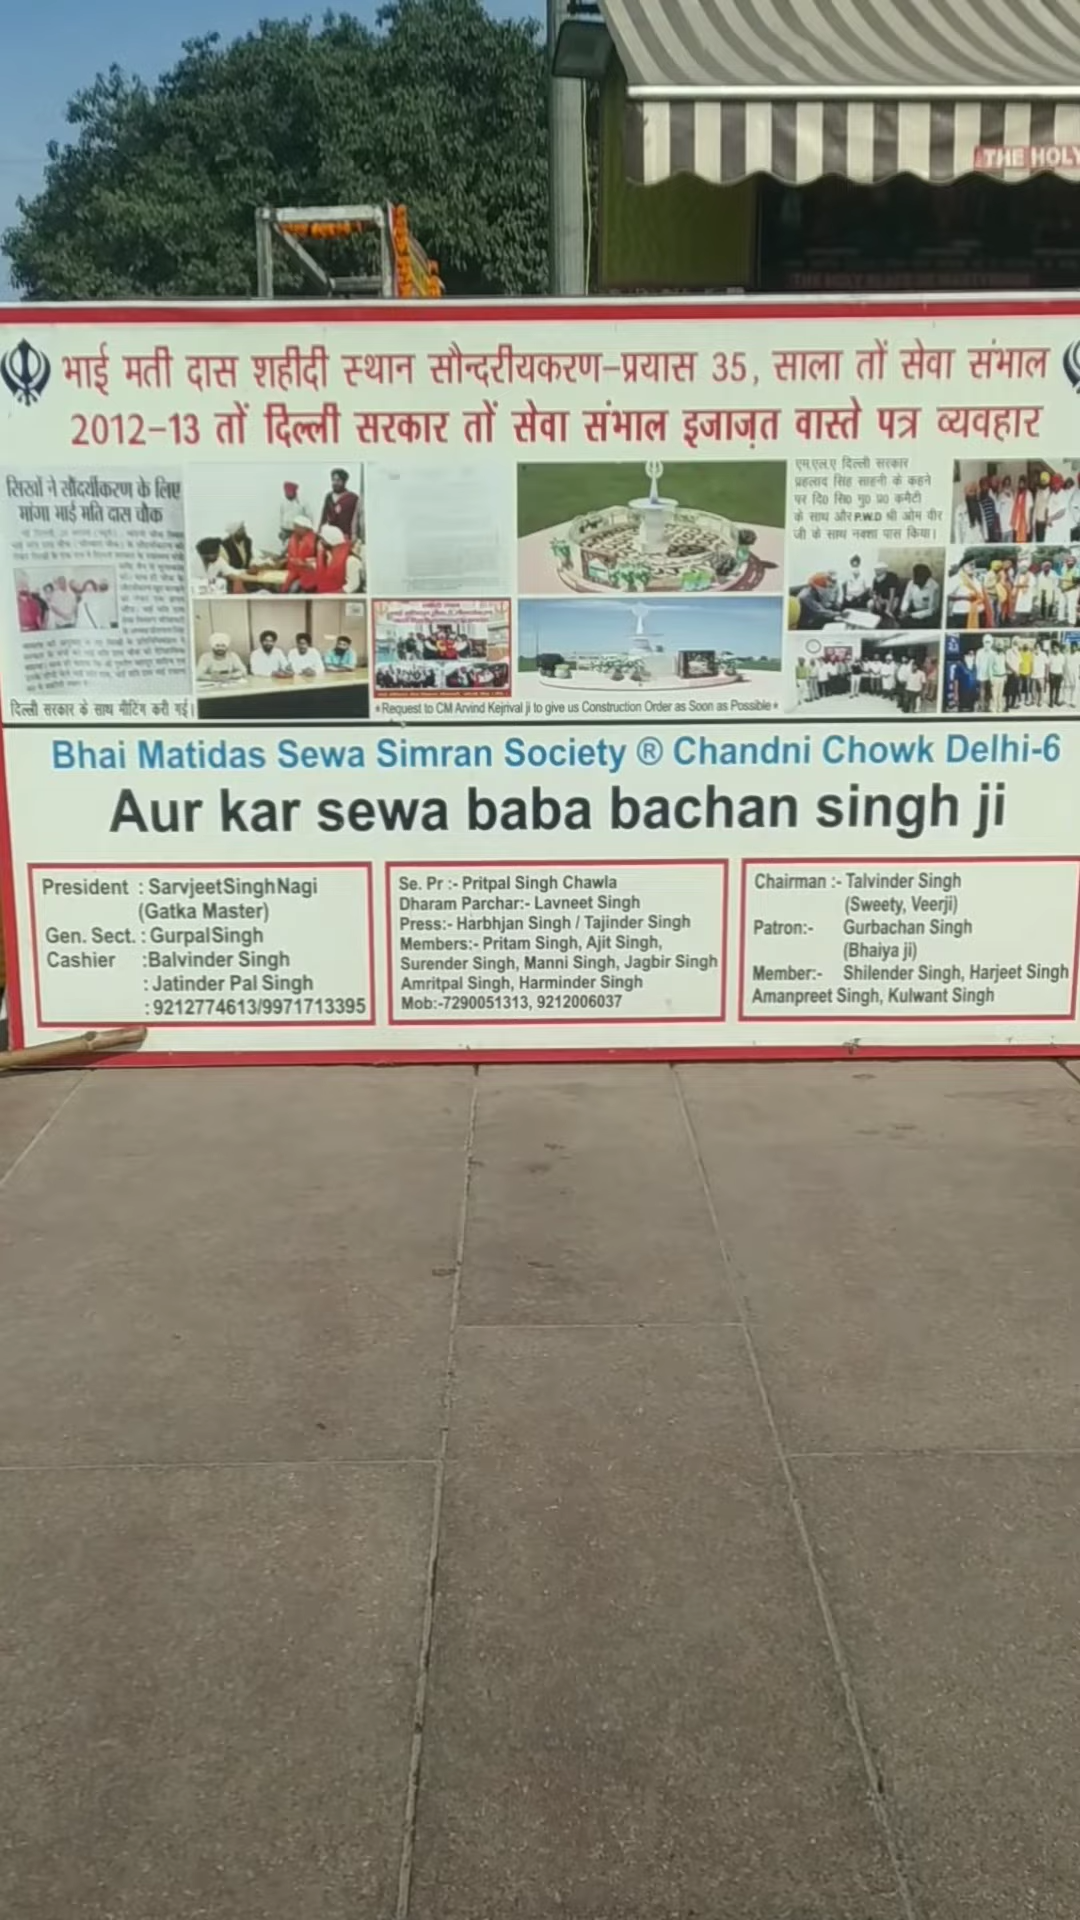 THE HOLY
भाई मती दास शहीदी स्थान सौन्दरीयकरण-प्रयास 35, साला तों सेवा संभाल
2012-13 तों दिल्ली सरकार तों सेवा संभाल इजाज़त वास्ते पत्र व्यवहार
सिखों ने सौंदर्यीकरण के लिए
मांगा भाई मति दास चौक
दिल्ली सरकार के साथ मीटिंग करी गई।
*Request to CM Arvind Kejrival ji to give us Construction Order as Soon as Possible*
एम.एल.ए दिल्ली सरकार
प्रहलाद सिंह साहनी के कहने
पर दि० सि० गु० प्र० कमैटी
के साथ और P.W.D श्री ओम वीर
जी के साथ नक्शा पास किया।
Bhai Matidas Sewa Simran Society ® Chandni Chowk Delhi-6
Aur kar sewa baba bachan singh ji
President : SarvjeetSinghNagi
(Gatka Master)
Gen. Sect. : GurpalSingh
Cashier :Balvinder Singh
: Jatinder Pal Singh
: 9212774613/9971713395
Se. Pr :- Pritpal Singh Chawla
Dharam Parchar:- Lavneet Singh
Press:- Harbhjan Singh / Tajinder Singh
Members:- Pritam Singh, Ajit Singh,
Surender Singh, Manni Singh, Jagbir Singh
Amritpal Singh, Harminder Singh
Mob:-7290051313, 9212006037
Chairman :- Talvinder Singh
(Sweety, Veerji)
Patron:- Gurbachan Singh
(Bhaiya ji)
Member:- Shilender Singh, Harjeet Singh
Amanpreet Singh, Kulwant Singh